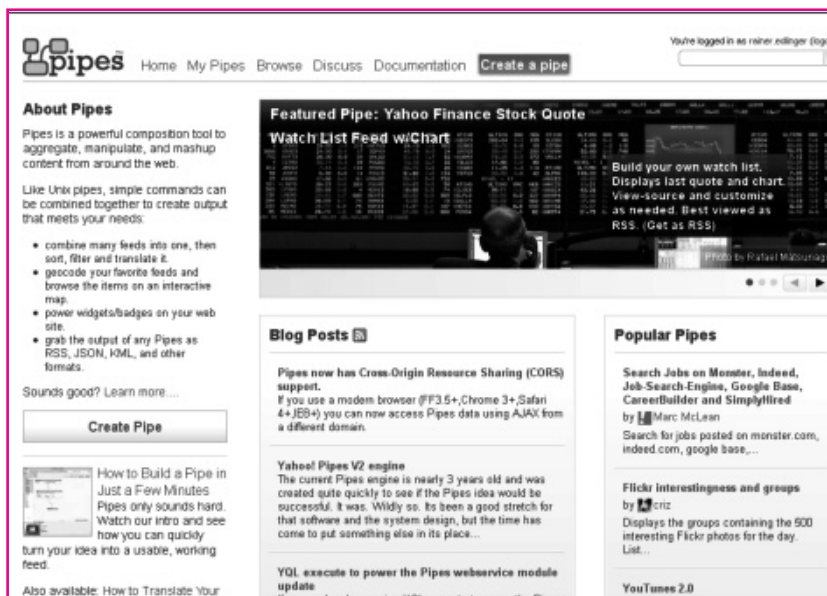 pipes
Home My Pipes Browse Discuss Documentation Create a pipe
You're logged in as rainer.edlinger (log
About Pipes
Pipes is a powerful composition tool to
aggregate, manipulate, and mashup
content from around the web.
Like Unix pipes, simple commands can
be combined together to create output
that meets your needs:
combine many feeds into one, then
sort, filter and translate it.
geocode your favorite feeds and
browse the items on an interactive
map.
power widgets/badges on your web
site.
grab the output of any Pipes as
RSS, JSON, KML, and other
formats.
Sounds good? Learn more....
Create Pipe
How to Build a Pipe in
Just a Few Minutes
Pipes only sounds hard.
Watch our intro and see
how you can quickly
turn your idea into a usable, working
feed.
Also available: How to Translate Your
Featured Pipe: Yahoo Finance Stock Quote
Watch List Feed w/Chart
Build your own watch list.
Displays last quote and chart.
View-source and customize
as needed. Best viewed as
RSS. (Get as RSS)
Photo by Rafael Matsunag
Blog Posts
Pipes now has Cross-Origin Resource Sharing (CORS)
support.
If you use a modern browser (FF3.5+,Chrome 3+,Safari
4+,IE8+) you can now access Pipes data using AJAX from
a different domain.
Yahoo! Pipes V2 engine
The current Pipes engine is nearly 3 years old and was
created quite quickly to see if the Pipes idea would be
successful. It was. Wildly so. Its been a good stretch for
that software and the system design, but the time has
come to put something else in its place...
YQL execute to power the Pipes webservice module
update
Popular Pipes
Search Jobs on Monster, Indeed,
Job-Search-Engine, Google Base,
CareerBuilder and SimplyHired
by Marc McLean
Search for jobs posted on monster.com,
indeed.com, google base,...
Flickr interestingness and groups
by criz
Displays the groups containing the 500
interesting Flickr photos for the day.
List...
YouTunes 2.0